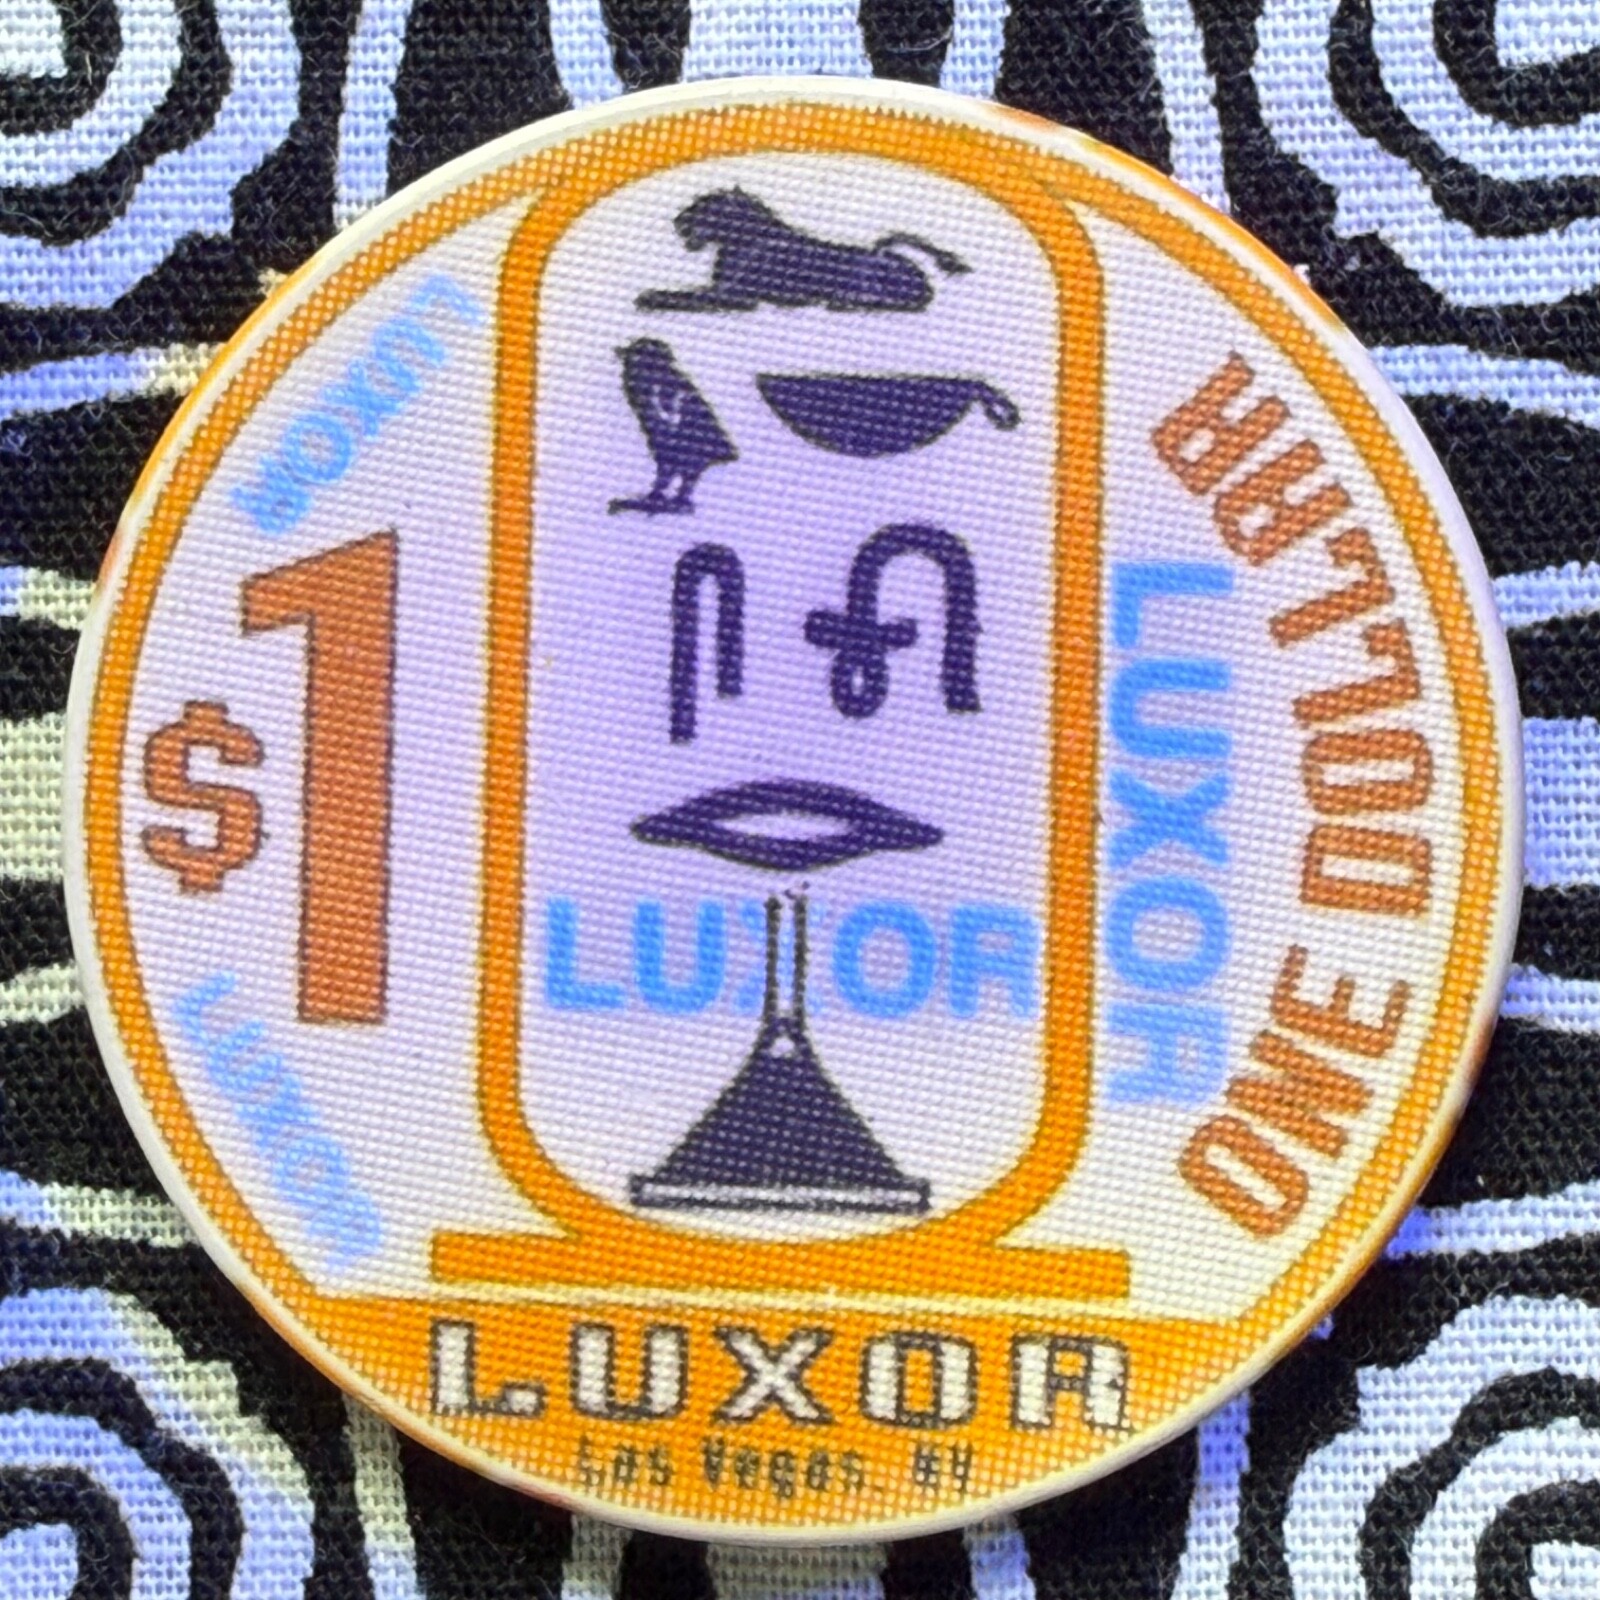 LUXOR
$1
LUXOR
LUXOR
LUXOR
ONE DOLLAR
LUXOR
Las Vegas, NV